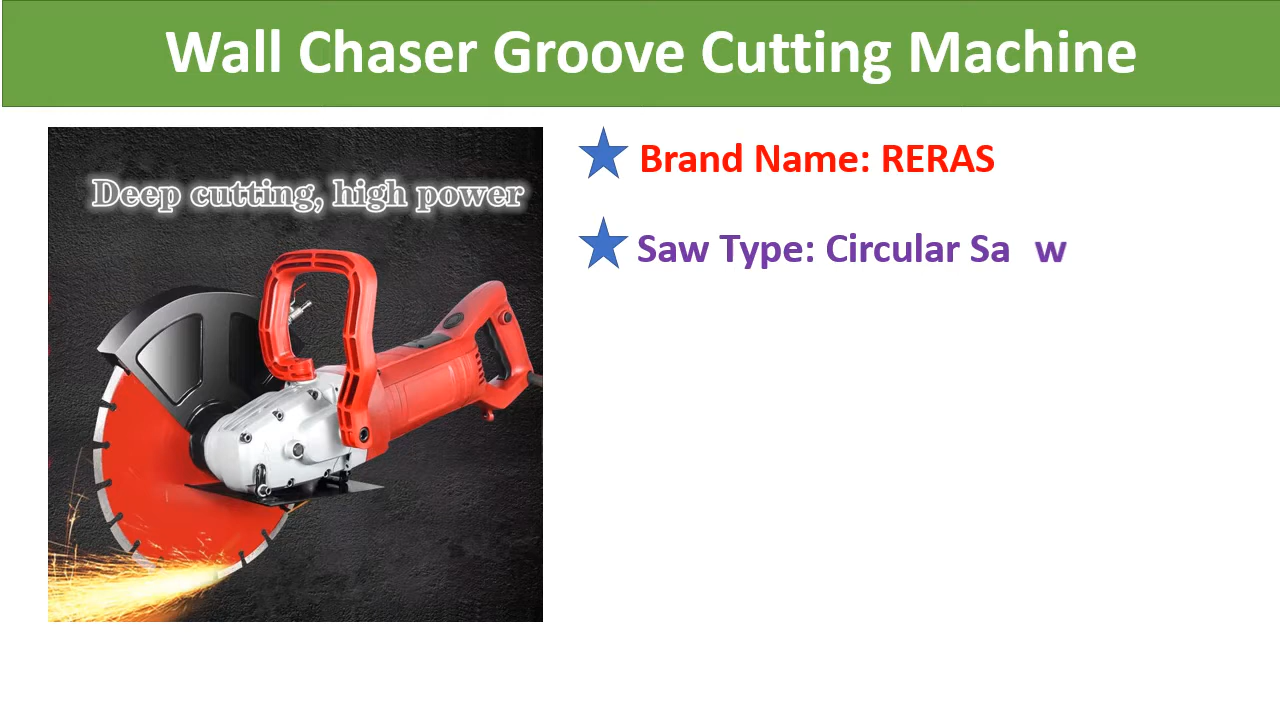 Wall Chaser Groove Cutting Machine
Deep cutting, high power
Brand Name: RERAS
Saw Type: Circular Sa w